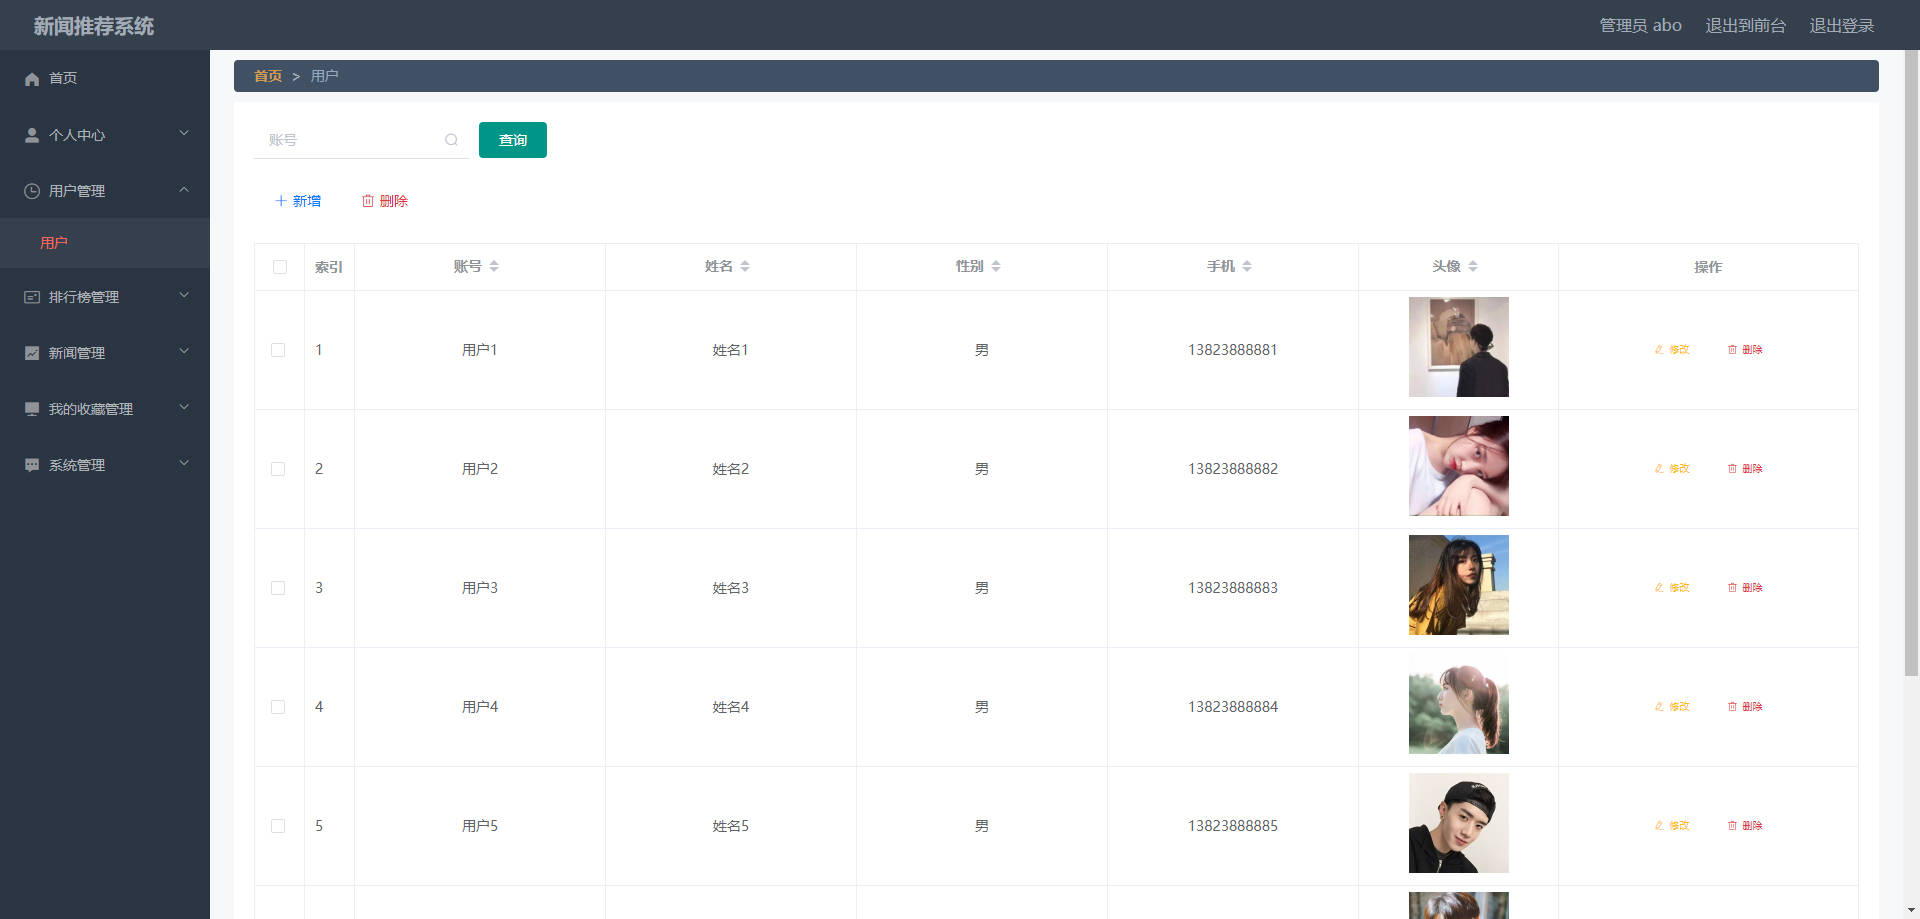 新闻推荐系统
管理员 abo 退出到前台 退出登录
首页
个人中心
用户管理
用户
排行榜管理
新闻管理
我的收藏管理
系统管理
首页 > 用户
账号 查询
新增 删除
索引 账号 姓名 性别 手机 头像 操作
1 用户1 姓名1 男 13823888881 修改 删除
2 用户2 姓名2 男 13823888882 修改 删除
3 用户3 姓名3 男 13823888883 修改 删除
4 用户4 姓名4 男 13823888884 修改 删除
5 用户5 姓名5 男 13823888885 修改 删除